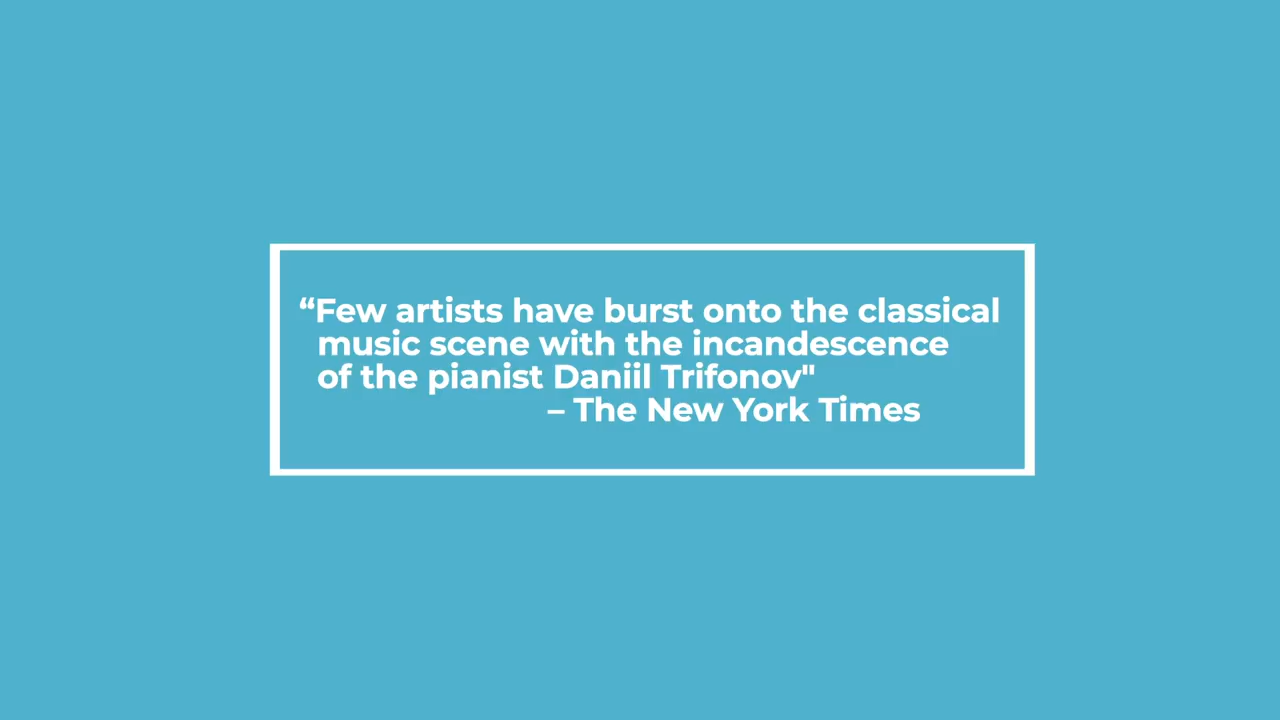 “Few artists have burst onto the classical
music scene with the incandescence
of the pianist Daniil Trifonov"
– The New York Times